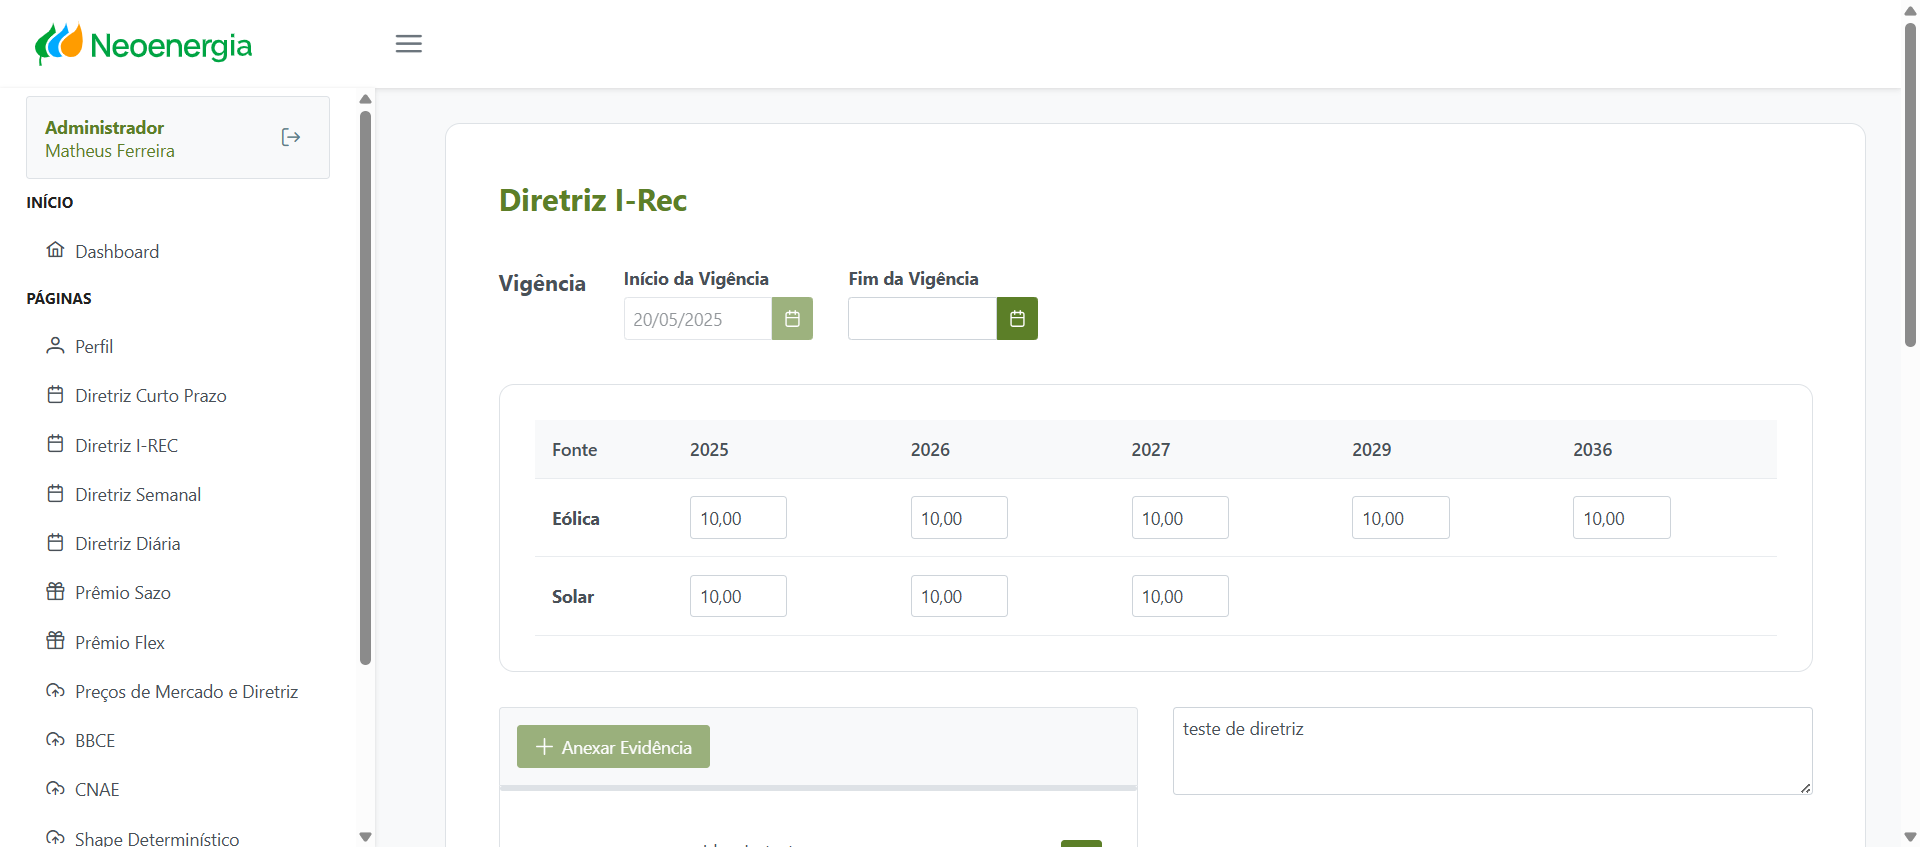 Neoenergia
Administrador
Matheus Ferreira
INÍCIO
Dashboard
PÁGINAS
Perfil
Diretriz Curto Prazo
Diretriz I-REC
Diretriz Semanal
Diretriz Diária
Prêmio Sazo
Prêmio Flex
Preços de Mercado e Diretriz
BBCE
CNAE
Shape Determinístico
Diretriz I-Rec
Vigência
Início da Vigência
20/05/2025
Fim da Vigência
Fonte 2025 2026 2027 2029 2036
Eólica 10,00 10,00 10,00 10,00 10,00
Solar 10,00 10,00 10,00
Anexar Evidência
teste de diretriz